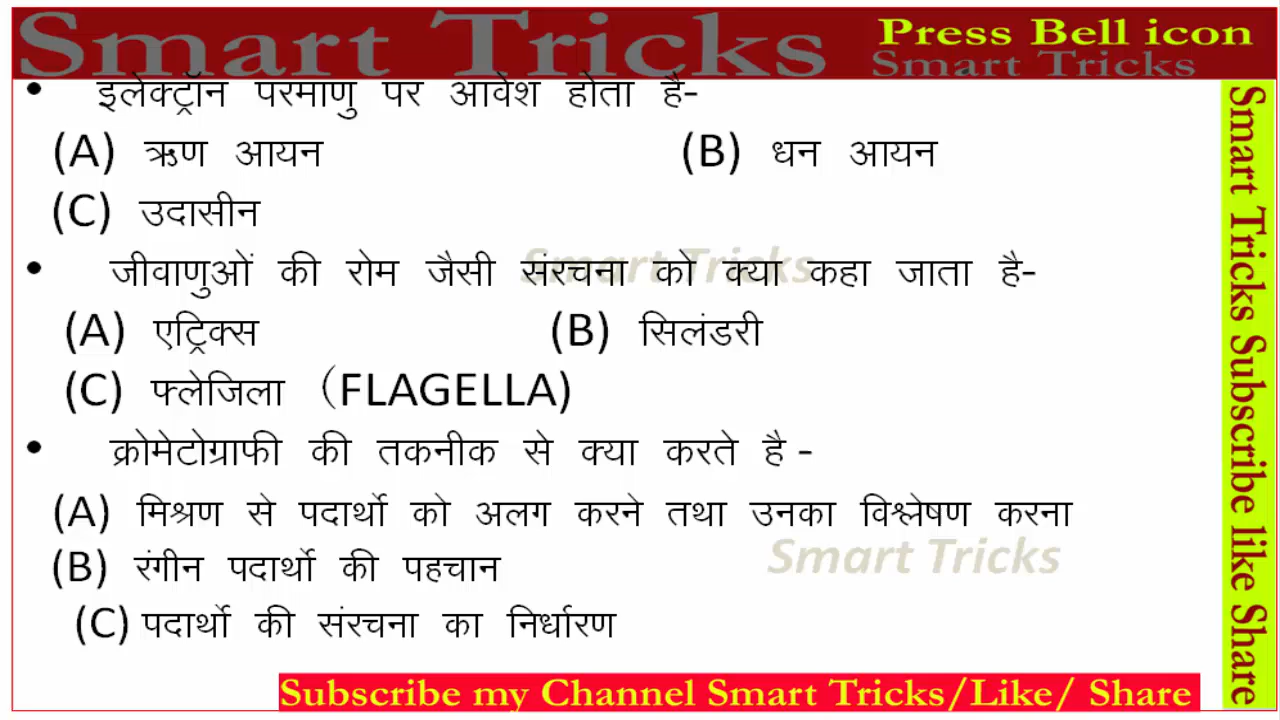 Smart Tricks Press Bell icon
Smart Tricks
• इलेक्ट्रॉन परमाणु पर आवेश होता है-
(A) ऋण आयन (B) धन आयन
(C) उदासीन
• जीवाणुओं की रोम जैसी संरचना को क्या कहा जाता है-
Smart Tricks
(A) एट्रिक्स (B) सिलंडरी
(C) फ्लेजिला (FLAGELLA)
• क्रोमेटोग्राफी की तकनीक से क्या करते है -
(A) मिश्रण से पदार्थो को अलग करने तथा उनका विश्लेषण करना
(B) रंगीन पदार्थो की पहचान
Smart Tricks
(C) पदार्थो की संरचना का निर्धारण
Subscribe my Channel Smart Tricks/Like/ Share
Smart Tricks Subscribe like Share